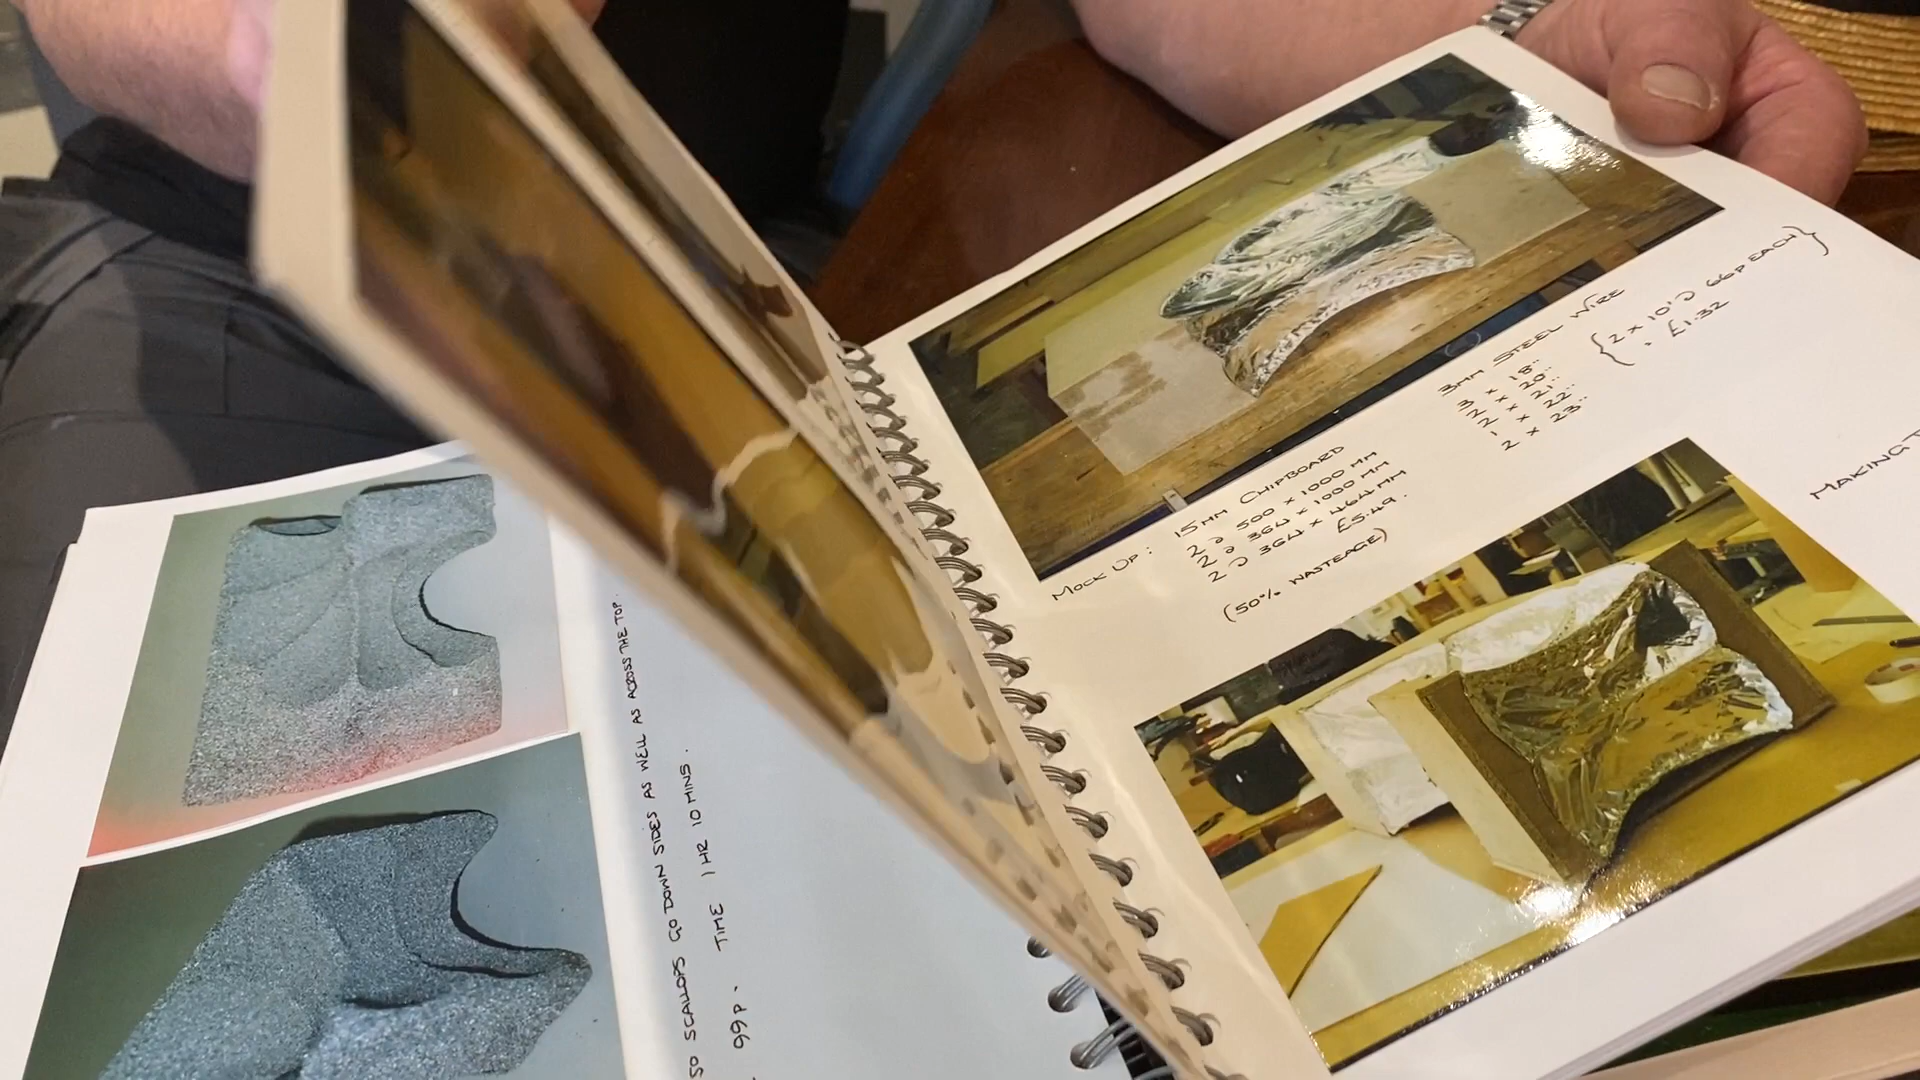 SO SCALLOPS GO DOWN SIDES AS WELL AS ACROSS THE TOP.
99P. TIME 1 HR 10 MINS.
3MM STEEL WIRE
3 x 18"
2 x 20"
2 x 21"
1 x 22"
2 x 23"
{2 x 10' @ 66P EACH}
£1.32
MOCK UP: 15MM CHIPBOARD
2 @ 500 x 1000 MM
2 @ 364 x 1000 MM
2 @ 364 x 464 MM
£5.49.
(50% WASTEAGE)
MAKING